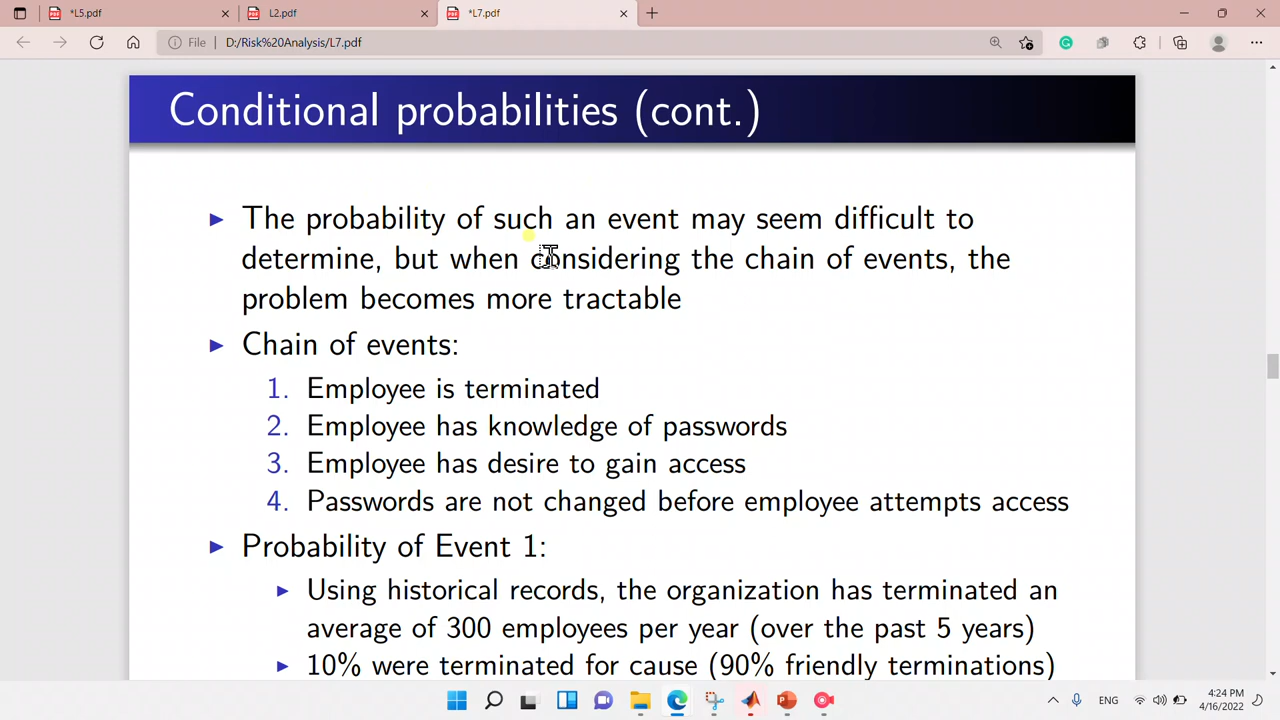 *L5.pdf
L2.pdf
*L7.pdf
File
D:/Risk%20Analysis/L7.pdf
Conditional probabilities (cont.)
The probability of such an event may seem difficult to
determine, but when considering the chain of events, the
problem becomes more tractable
Chain of events:
1. Employee is terminated
2. Employee has knowledge of passwords
3. Employee has desire to gain access
4. Passwords are not changed before employee attempts access
Probability of Event 1:
Using historical records, the organization has terminated an
average of 300 employees per year (over the past 5 years)
10% were terminated for cause (90% friendly terminations)
ENG
4:24 PM
4/16/2022